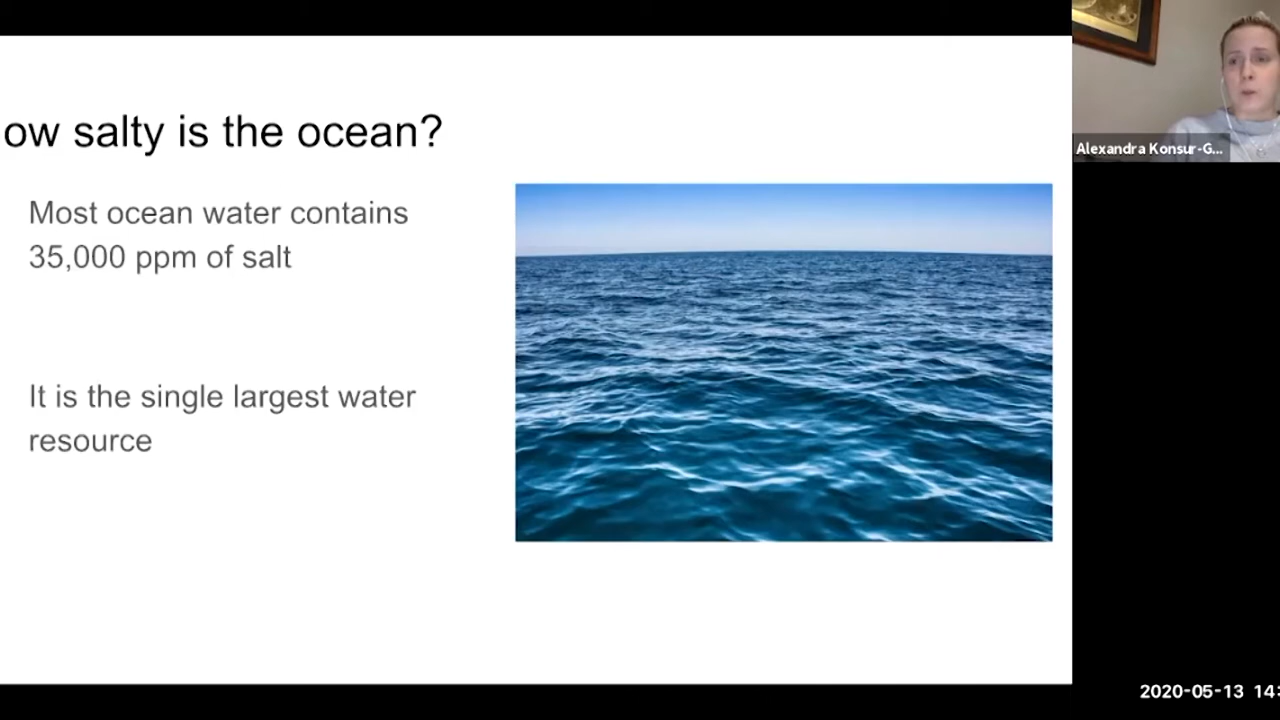 ow salty is the ocean?
Most ocean water contains
35,000 ppm of salt
It is the single largest water
resource
Alexandra Konsur-G...
2020-05-13 14: